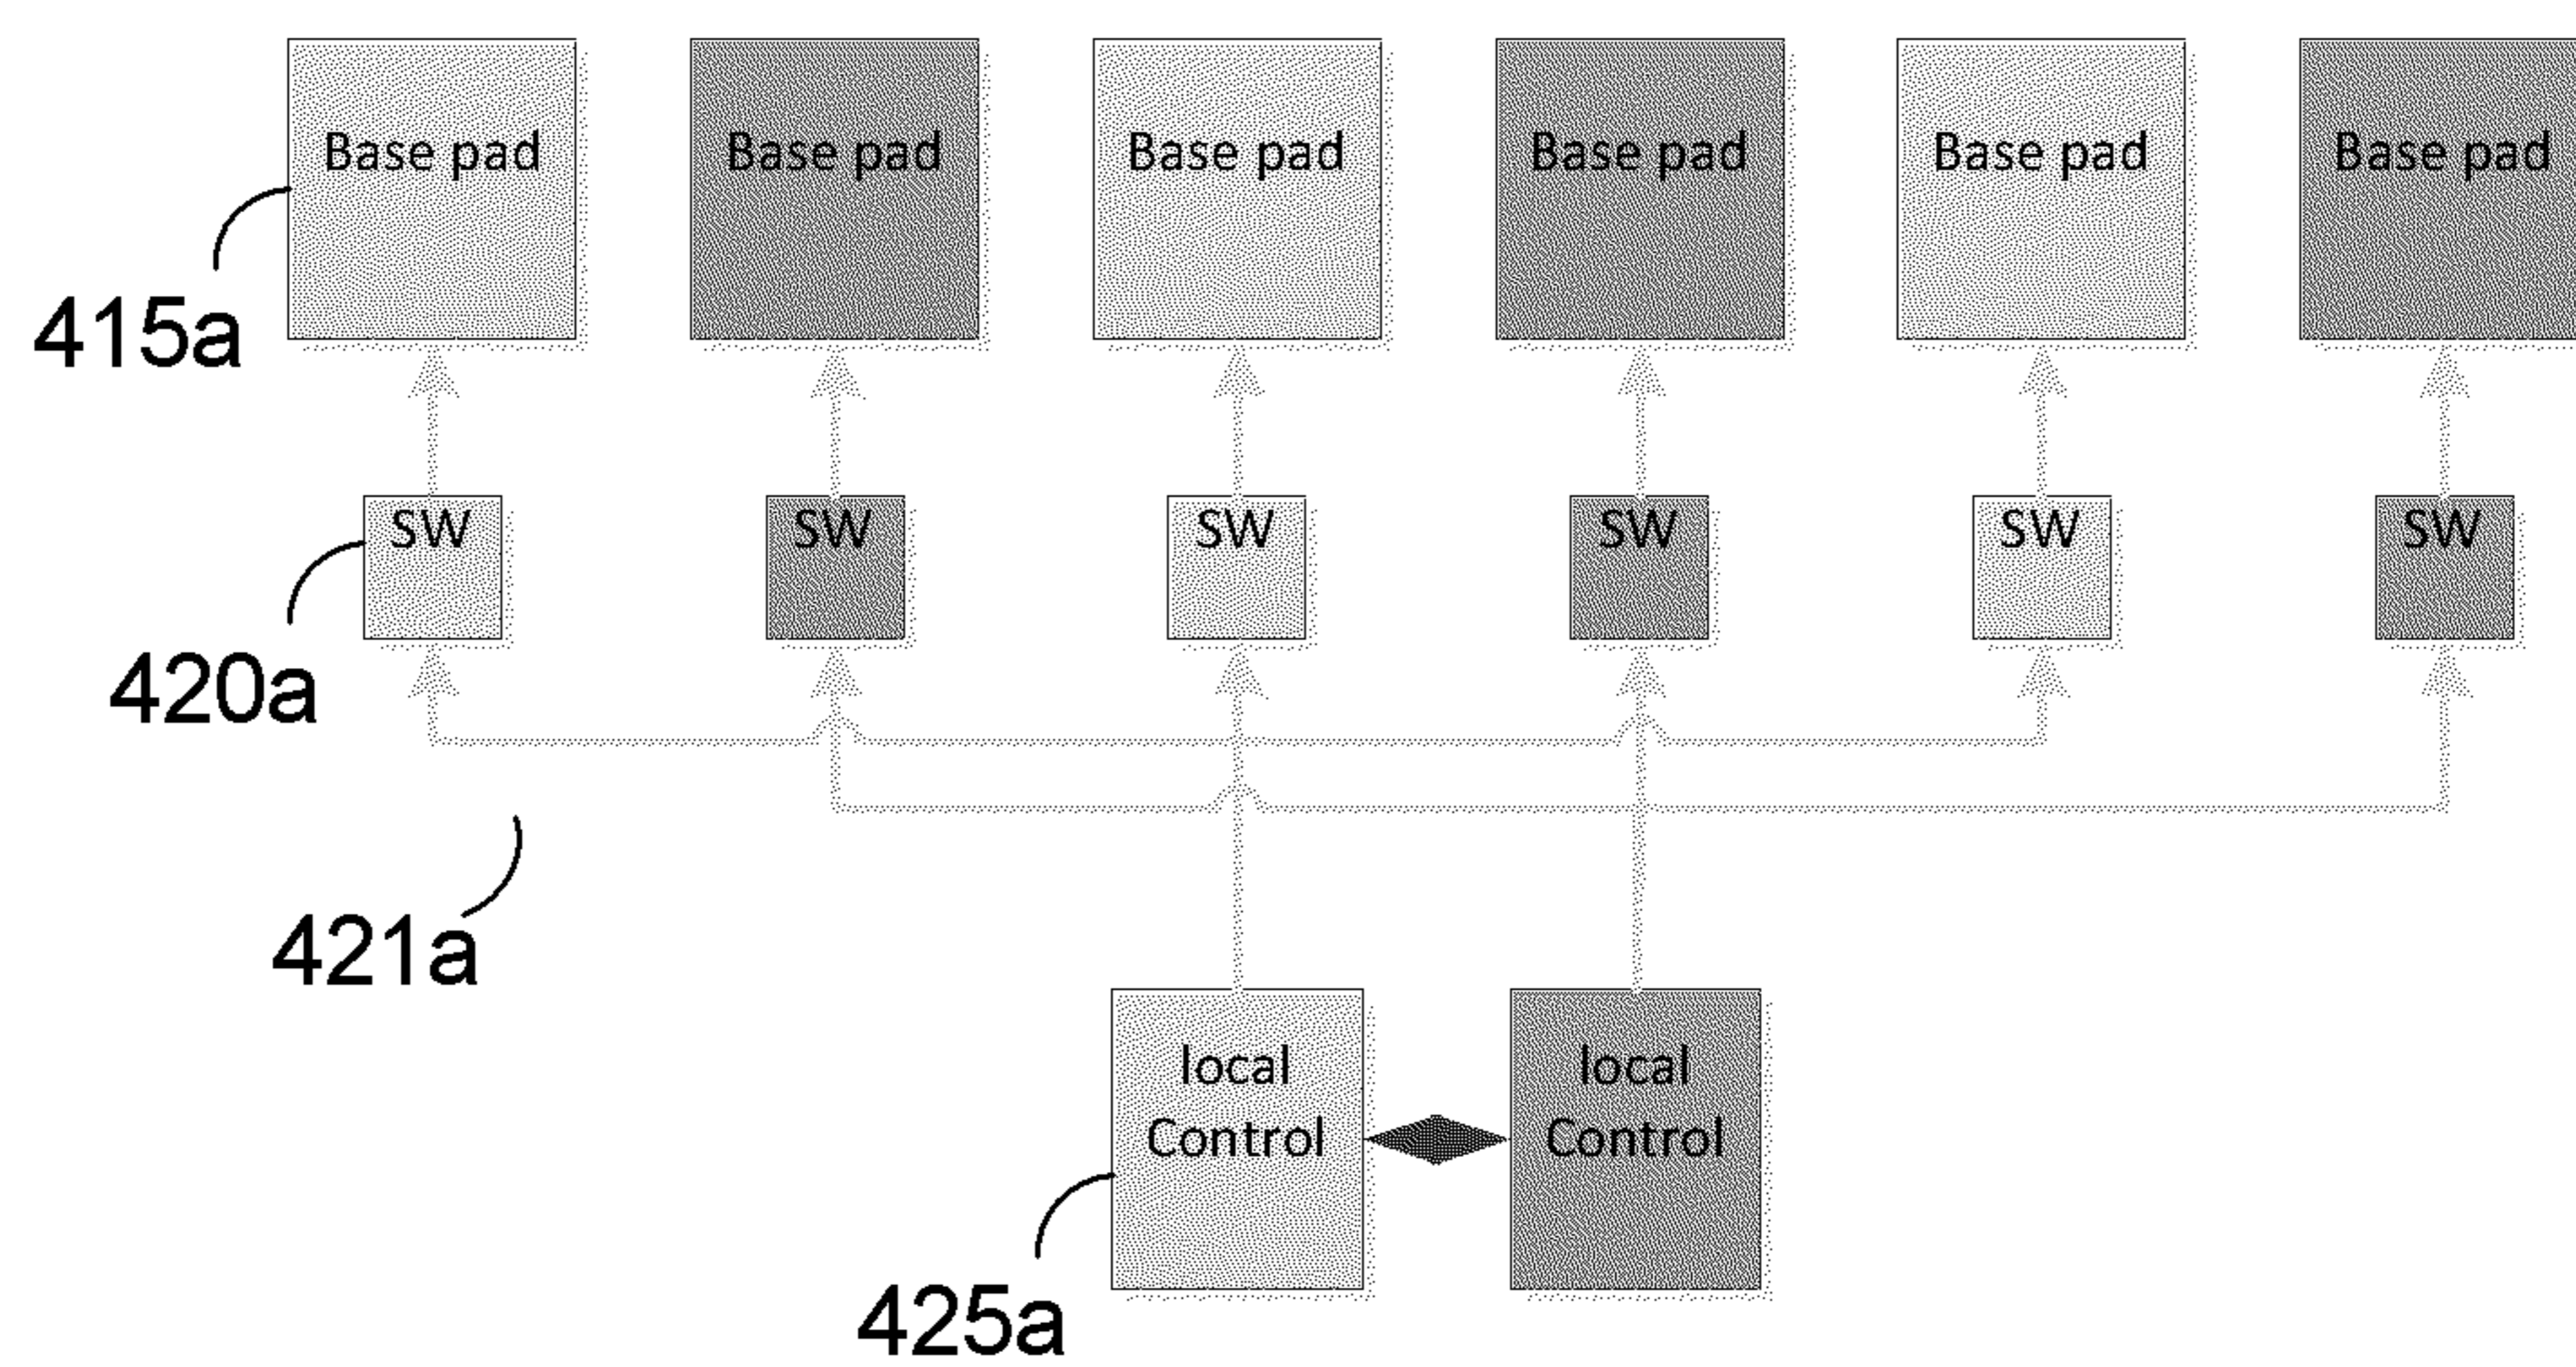 Base pad Base pad Base pad Base pad Base pad Base pad
415a
SW SW SW SW SW SW
420a
421a
local local
Control Control
425a